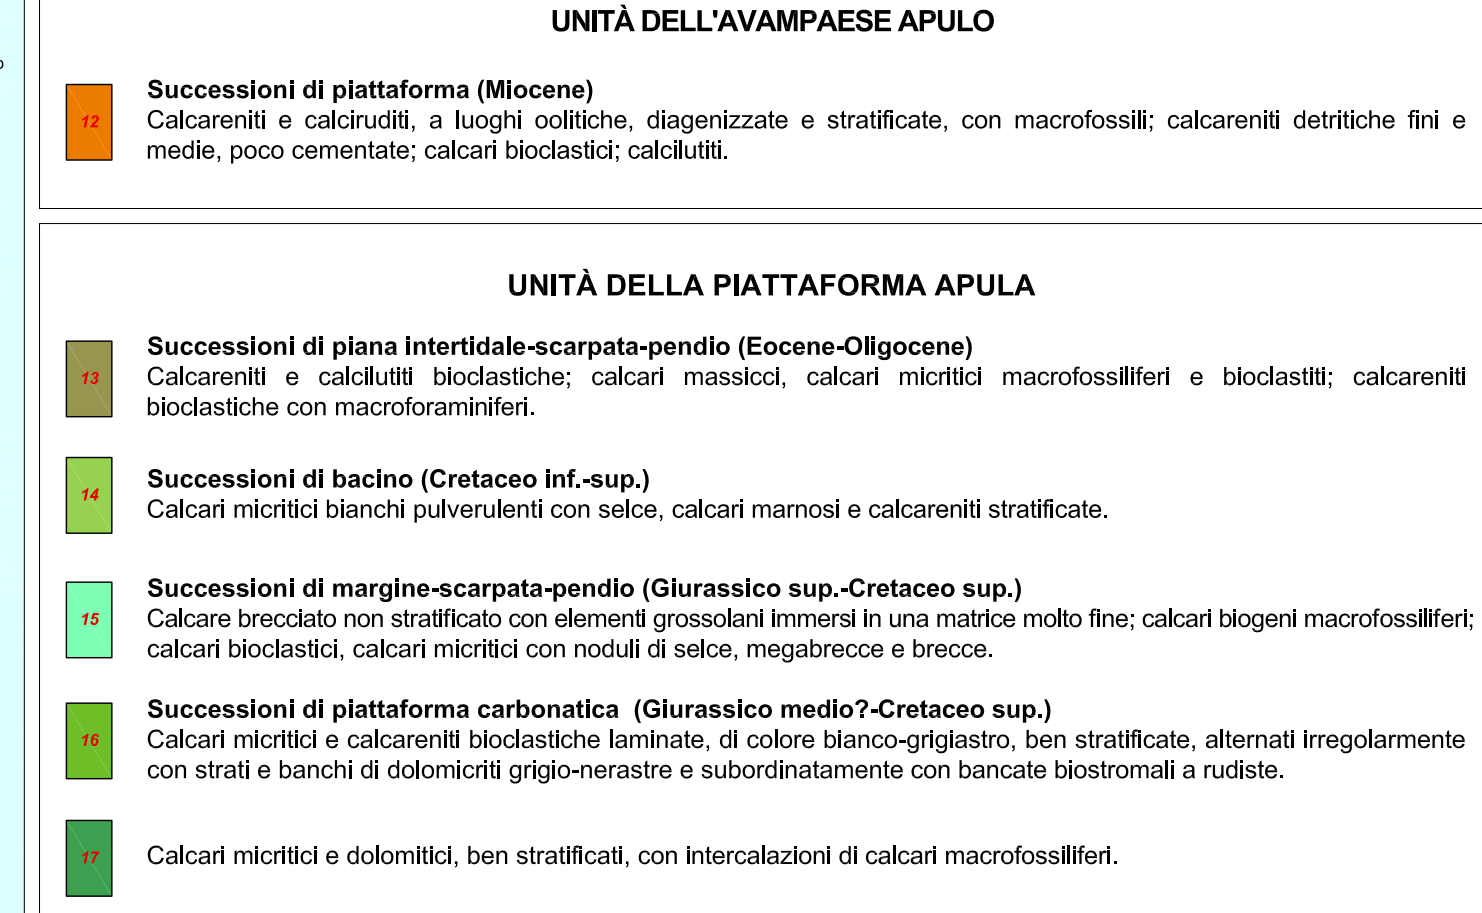 UNITÀ DELL'AVAMPAESE APULO
12
Successioni di piattaforma (Miocene)
Calcareniti e calciruditi, a luoghi oolitiche, diagenizzate e stratificate, con macrofossili; calcareniti detritiche fini e
medie, poco cementate; calcari bioclastici; calcilutiti.
UNITÀ DELLA PIATTAFORMA APULA
13
Successioni di piana intertidale-scarpata-pendio (Eocene-Oligocene)
Calcareniti e calcilutiti bioclastiche; calcari massicci, calcari micritici macrofossiliferi e bioclastiti; calcareniti
bioclastiche con macroforaminiferi.
14
Successioni di bacino (Cretaceo inf.-sup.)
Calcari micritici bianchi pulverulenti con selce, calcari marnosi e calcareniti stratificate.
15
Successioni di margine-scarpata-pendio (Giurassico sup.-Cretaceo sup.)
Calcare brecciato non stratificato con elementi grossolani immersi in una matrice molto fine; calcari biogeni macrofossiliferi;
calcari bioclastici, calcari micritici con noduli di selce, megabrecce e brecce.
16
Successioni di piattaforma carbonatica (Giurassico medio?-Cretaceo sup.)
Calcari micritici e calcareniti bioclastiche laminate, di colore bianco-grigiastro, ben stratificate, alternati irregolarmente
con strati e banchi di dolomicriti grigio-nerastre e subordinatamente con bancate biostromali a rudiste.
17
Calcari micritici e dolomitici, ben stratificati, con intercalazioni di calcari macrofossiliferi.